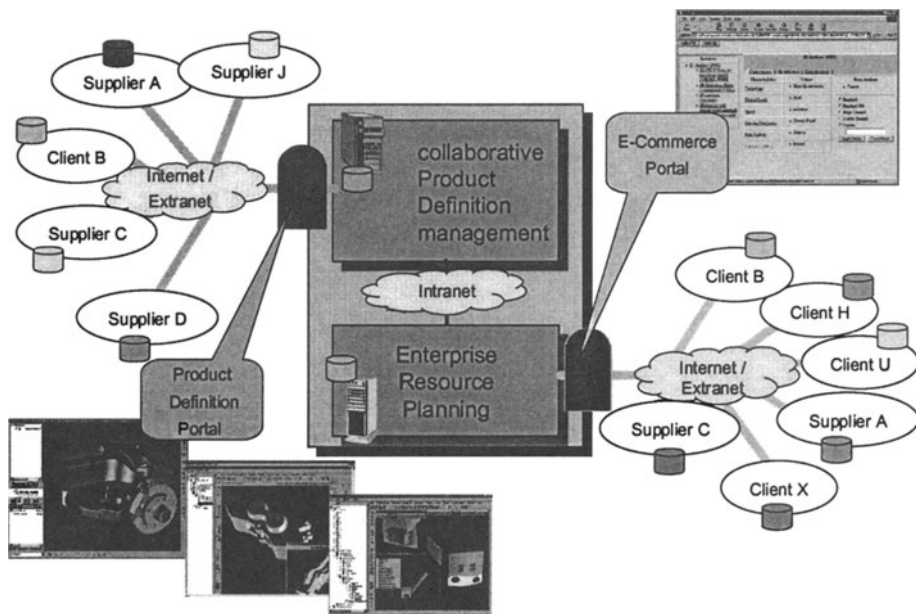 Supplier A
Supplier J
Client B
Internet /
Extranet
Supplier C
Supplier D
collaborative
Product
Definition
management
Intranet
Enterprise
Resource
Planning
E-Commerce
Portal
Product
Definition
Portal
Client B
Client H
Internet /
Extranet
Client U
Supplier C
Supplier A
Client X